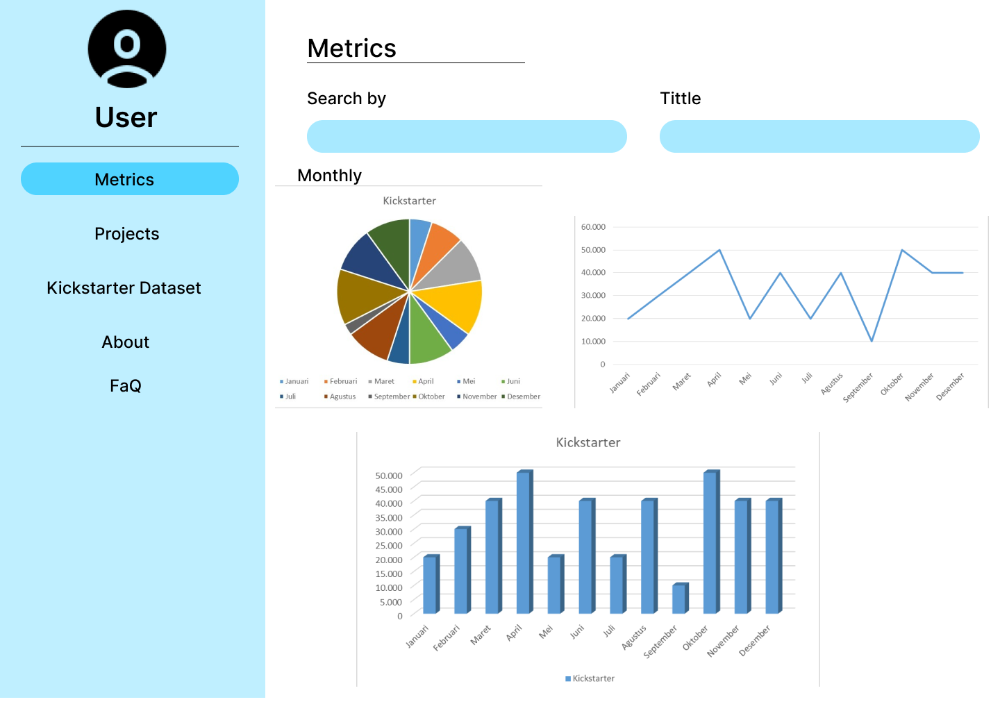 User
Metrics
Projects
Kickstarter Dataset
About
FaQ
Metrics
Search by
Tittle
Monthly
Kickstarter
Januari Februari Maret April Mei Juni
Juli Agustus September Oktober November Desember
60.000
50.000
40.000
30.000
20.000
10.000
0
Januari Februari Maret April Mei Juni Juli Agustus September Oktober November Desember
Kickstarter
50.000
45.000
40.000
35.000
30.000
25.000
20.000
15.000
10.000
5.000
0
Januari Februari Maret April Mei Juni Juli Agustus September Oktober November Desember
Kickstarter